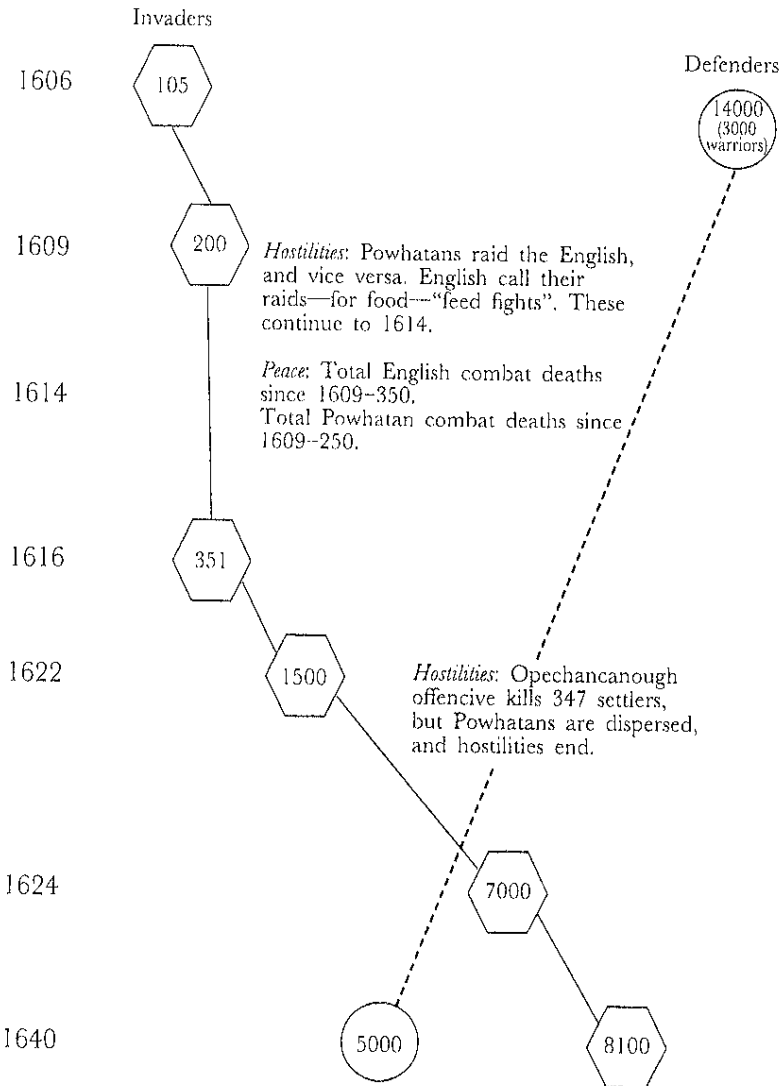 Invaders
Defenders
1606
105
14000
(3000
warriors)
1609
200
Hostilities: Powhatans raid the English,
and vice versa. English call their
raids—for food—“feed fights”. These
continue to 1614.
1614
Peace: Total English combat deaths
since 1609–350.
Total Powhatan combat deaths since
1609--250.
1616
351
1622
1500
Hostilities: Opechancanough
offencive kills 347 settlers,
but Powhatans are dispersed,
and hostilities end.
1624
7000
1640
5000
8100